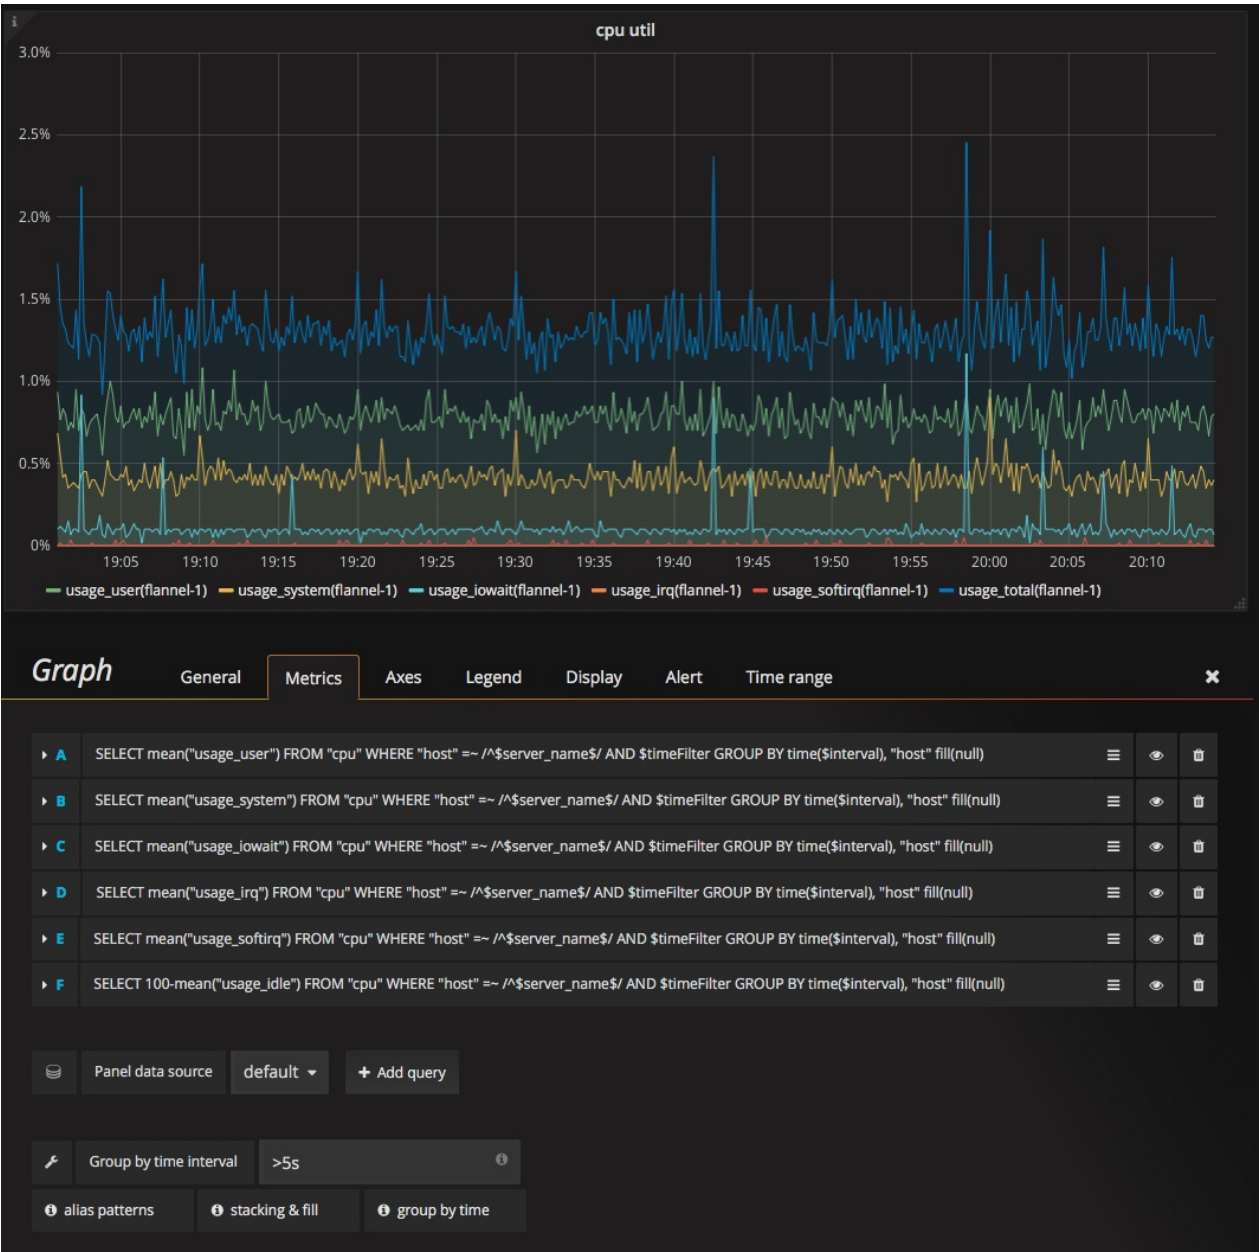 cpu util
3.0%
2.5%
2.0%
1.5%
1.0%
0.5%
0%
19:05 19:10 19:15 19:20 19:25 19:30 19:35 19:40 19:45 19:50 19:55 20:00 20:05 20:10
usage_user(flannel-1) usage_system(flannel-1) usage_iowait(flannel-1) usage_irq(flannel-1) usage_softirq(flannel-1) usage_total(flannel-1)
Graph General Metrics Axes Legend Display Alert Time range
A SELECT mean("usage_user") FROM "cpu" WHERE "host" =~ /^$server_name$/ AND $timeFilter GROUP BY time($interval), "host" fill(null)
B SELECT mean("usage_system") FROM "cpu" WHERE "host" =~ /^$server_name$/ AND $timeFilter GROUP BY time($interval), "host" fill(null)
C SELECT mean("usage_iowait") FROM "cpu" WHERE "host" =~ /^$server_name$/ AND $timeFilter GROUP BY time($interval), "host" fill(null)
D SELECT mean("usage_irq") FROM "cpu" WHERE "host" =~ /^$server_name$/ AND $timeFilter GROUP BY time($interval), "host" fill(null)
E SELECT mean("usage_softirq") FROM "cpu" WHERE "host" =~ /^$server_name$/ AND $timeFilter GROUP BY time($interval), "host" fill(null)
F SELECT 100-mean("usage_idle") FROM "cpu" WHERE "host" =~ /^$server_name$/ AND $timeFilter GROUP BY time($interval), "host" fill(null)
Panel data source default + Add query
Group by time interval >5s
alias patterns stacking & fill group by time